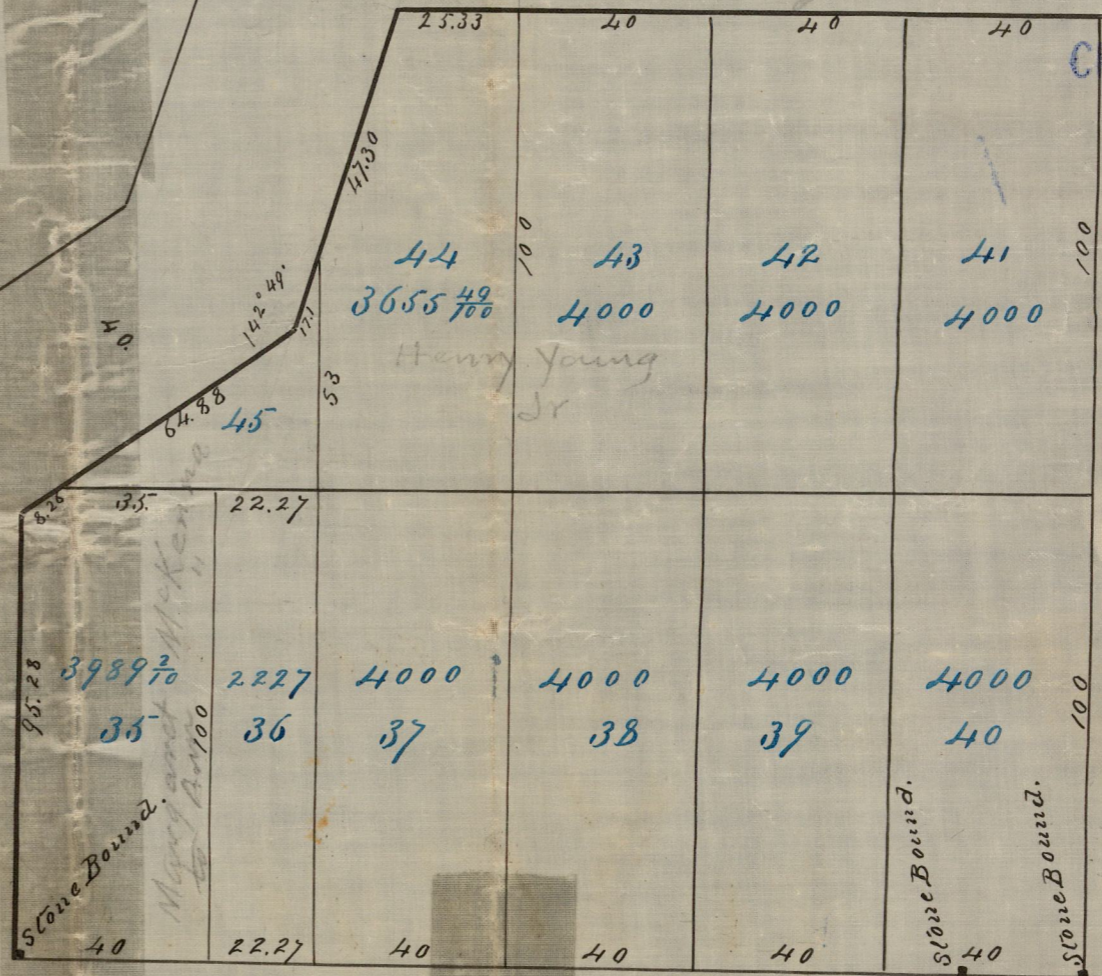 25.33 40 40 40
C
47.30
44 100 43 42 41 100
3655 49/100 4000 4000 4000
142° 49'
17.1
40
Henry Young
Jr
53
64.88
45
8.26 35. 22.27
Margaret McKenna
" Ann
95.28
3989 2/10 2227 4000 4000 4000 4000
35 100 36 37 38 39 40 100
Stone Bound.
Stone Bound.
Stone Bound.
40 22.27 40 40 40 40